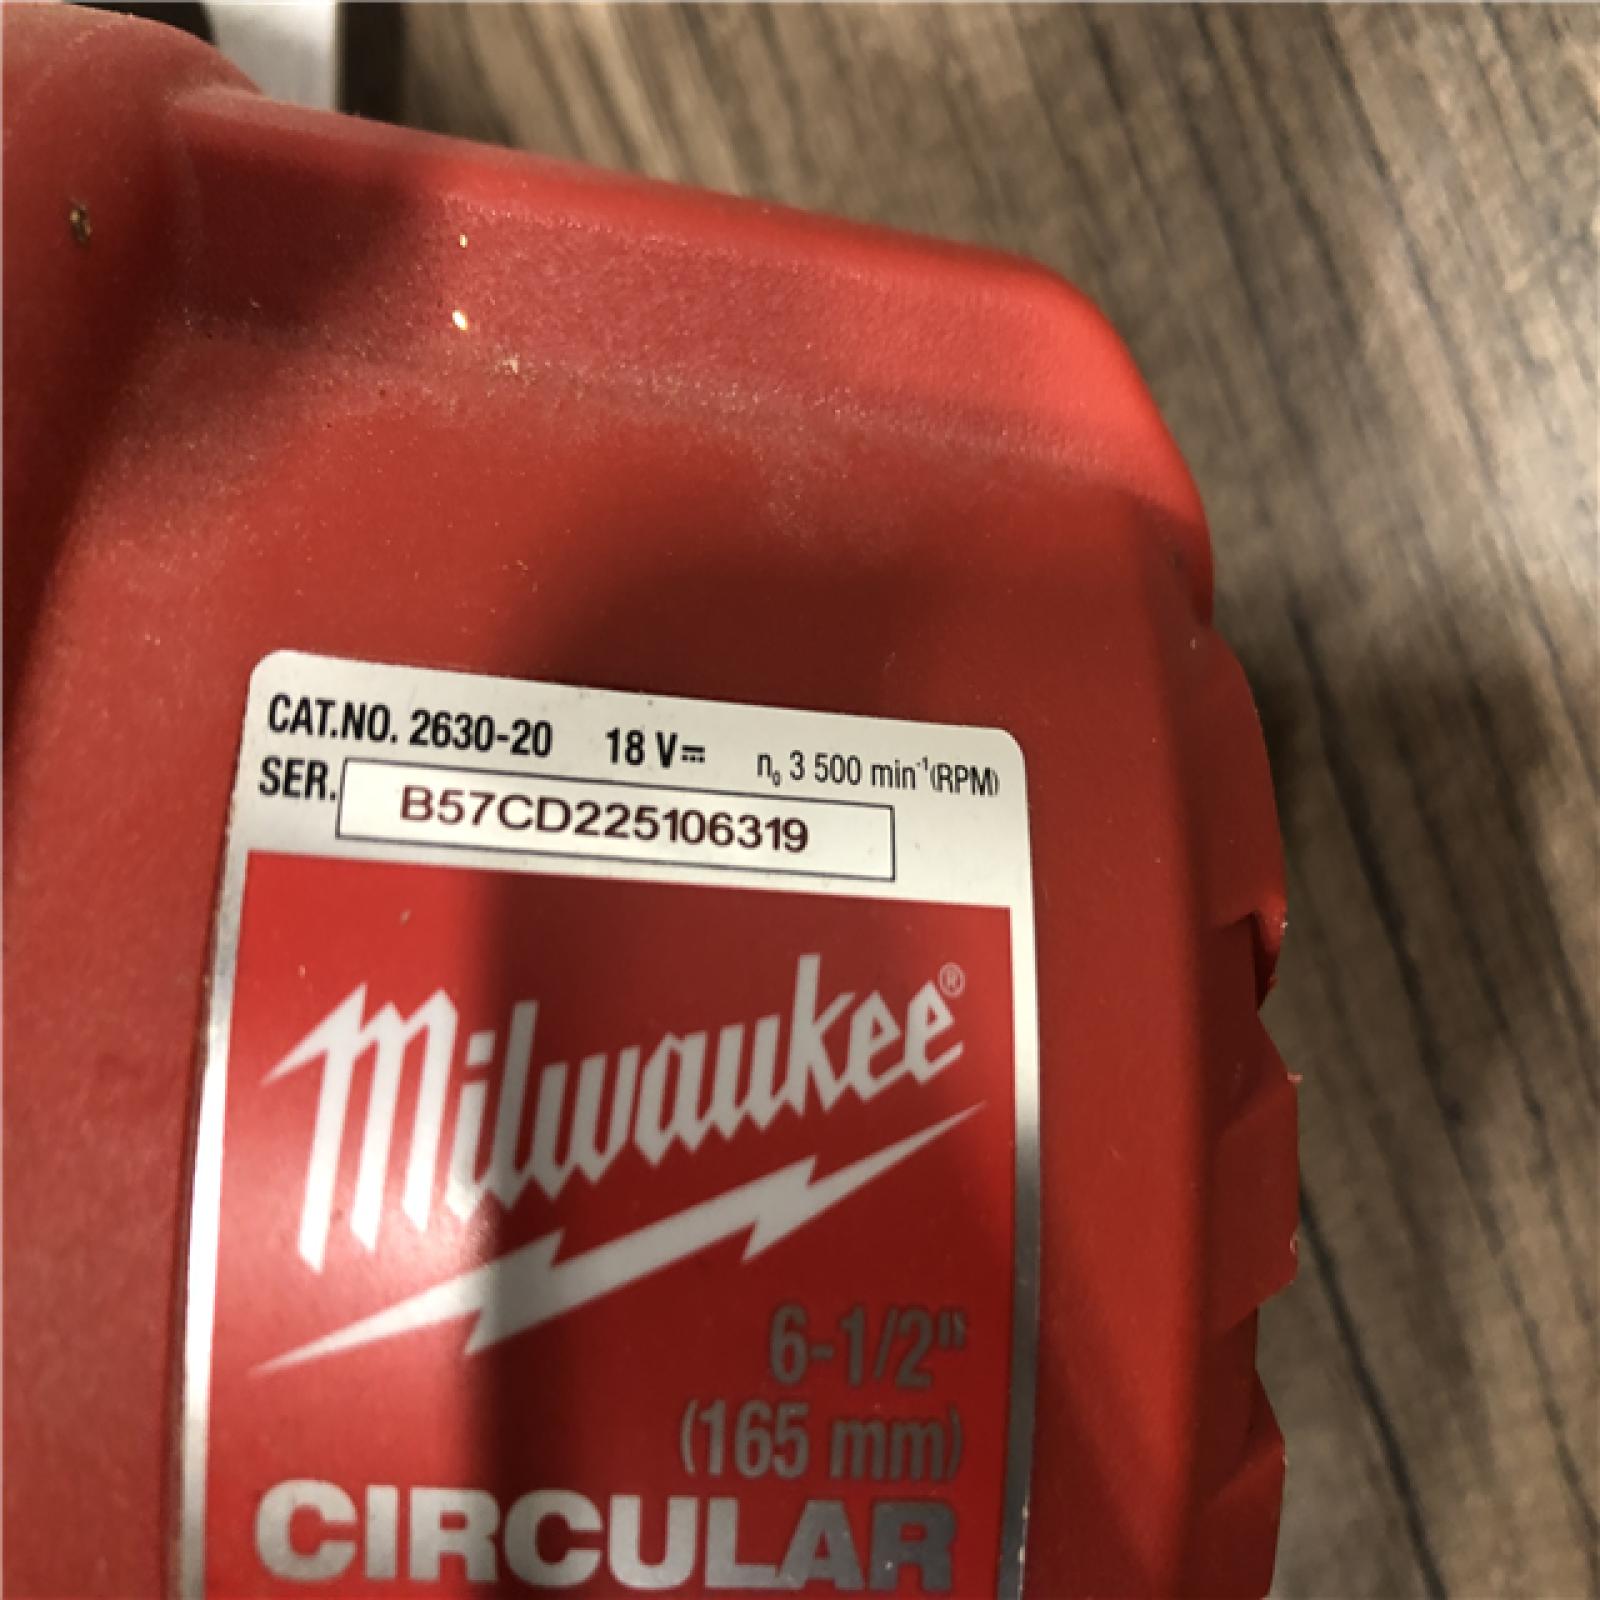 CAT.NO. 2630-20 18 V⎓ n₀ 3 500 min⁻¹(RPM)
SER. B57CD225106319
Milwaukee®
6-1/2"
(165 mm)
CIRCULAR